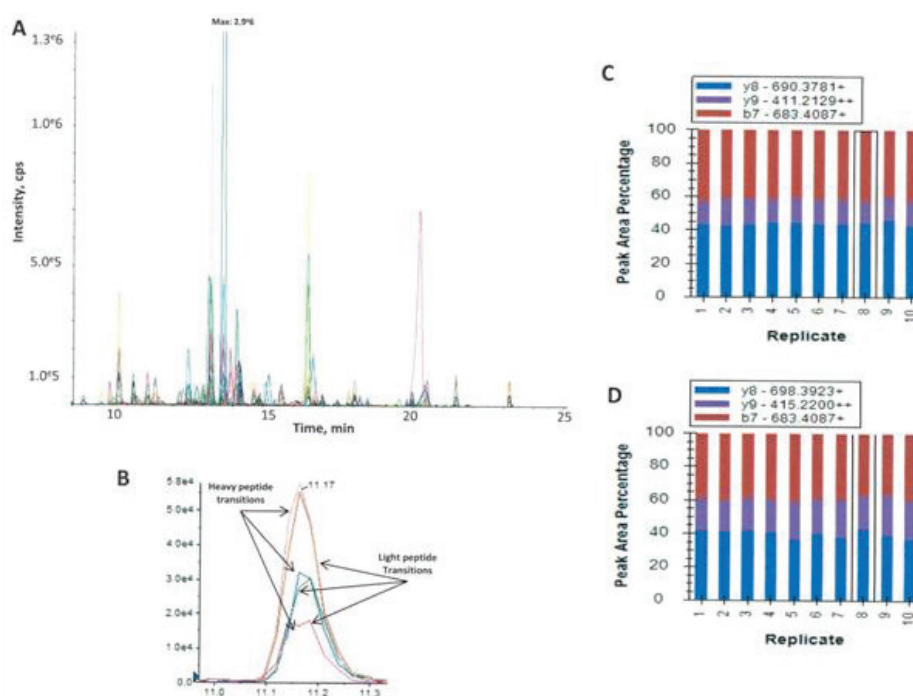 A
Max: 2.9e6
1.3e6
1.0e6
5.0e5
1.0e5
Intensity, cps
10
15
20
25
Time, min
B
5.8e4
5.0e4
4.0e4
3.0e4
2.0e4
1.0e4
0.0
11.17
Heavy peptide
transitions
Light peptide
Transitions
11.0
11.1
11.2
11.3
C
y8 - 690.3781+
y9 - 411.2129++
b7 - 683.4087+
100
80
60
40
20
0
Peak Area Percentage
1 2 3 4 5 6 7 8 9 10
Replicate
D
y8 - 698.3923+
y9 - 415.2200++
b7 - 683.4087+
100
80
60
40
20
0
Peak Area Percentage
1 2 3 4 5 6 7 8 9 10
Replicate